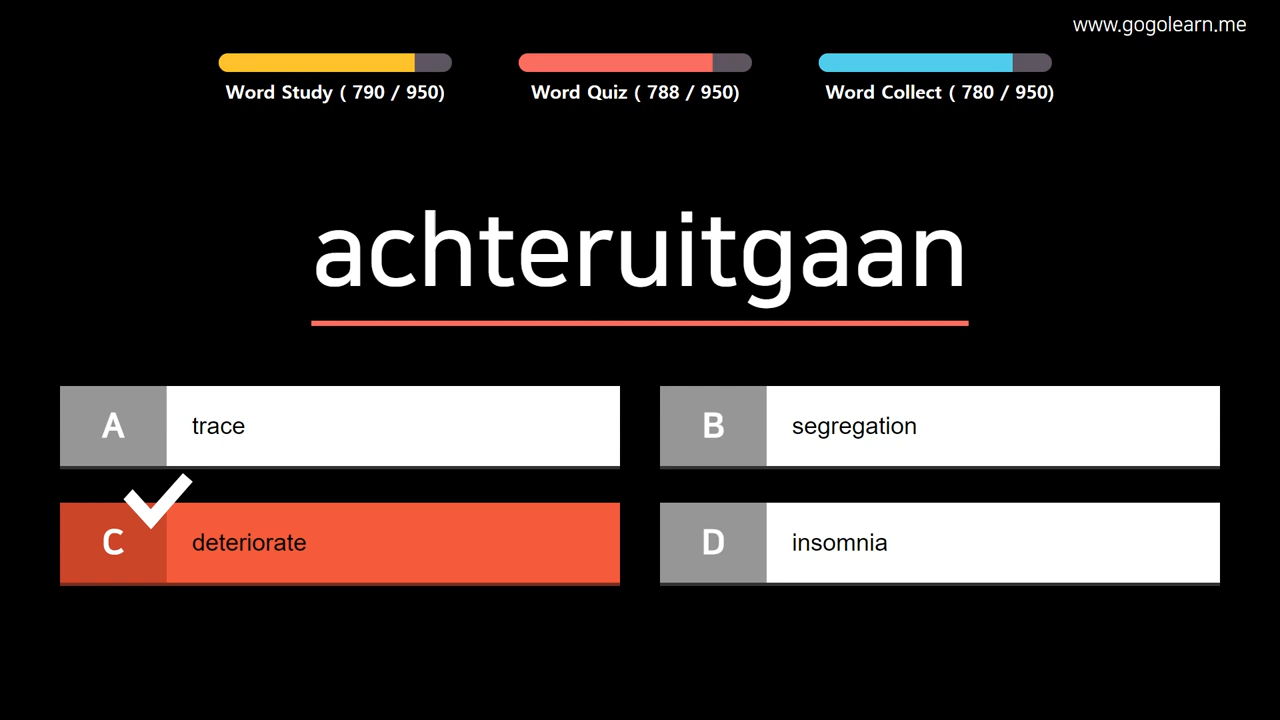 www.gogolearn.me
Word Study ( 790 / 950)
Word Quiz ( 788 / 950)
Word Collect ( 780 / 950)
achteruitgaan
A trace
B segregation
C deteriorate
D insomnia